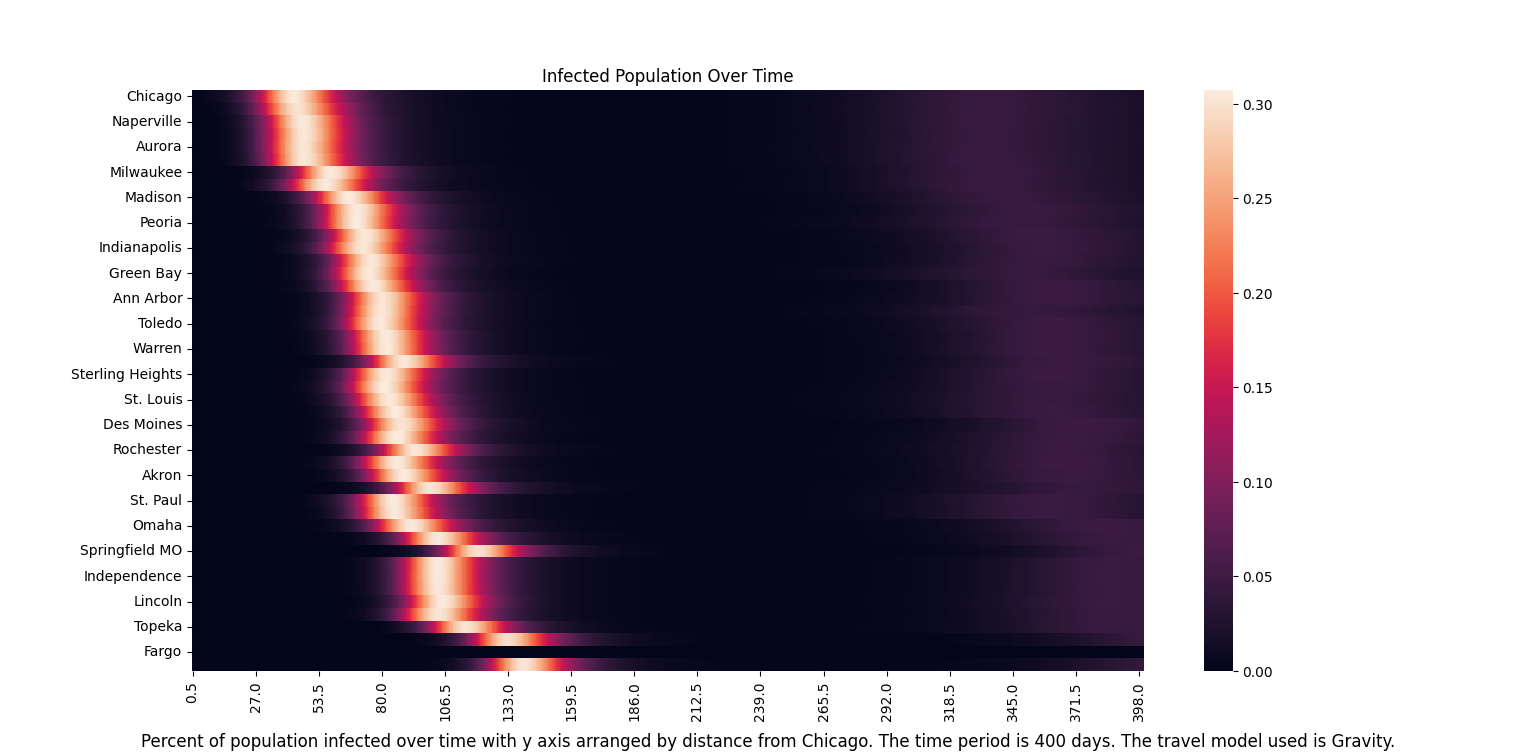 Infected Population Over Time
Chicago
Naperville
Aurora
Milwaukee
Madison
Peoria
Indianapolis
Green Bay
Ann Arbor
Toledo
Warren
Sterling Heights
St. Louis
Des Moines
Rochester
Akron
St. Paul
Omaha
Springfield MO
Independence
Lincoln
Topeka
Fargo
0.5 27.0 53.5 80.0 106.5 133.0 159.5 186.0 212.5 239.0 265.5 292.0 318.5 345.0 371.5 398.0
0.30
0.25
0.20
0.15
0.10
0.05
0.00
Percent of population infected over time with y axis arranged by distance from Chicago. The time period is 400 days. The travel model used is Gravity.